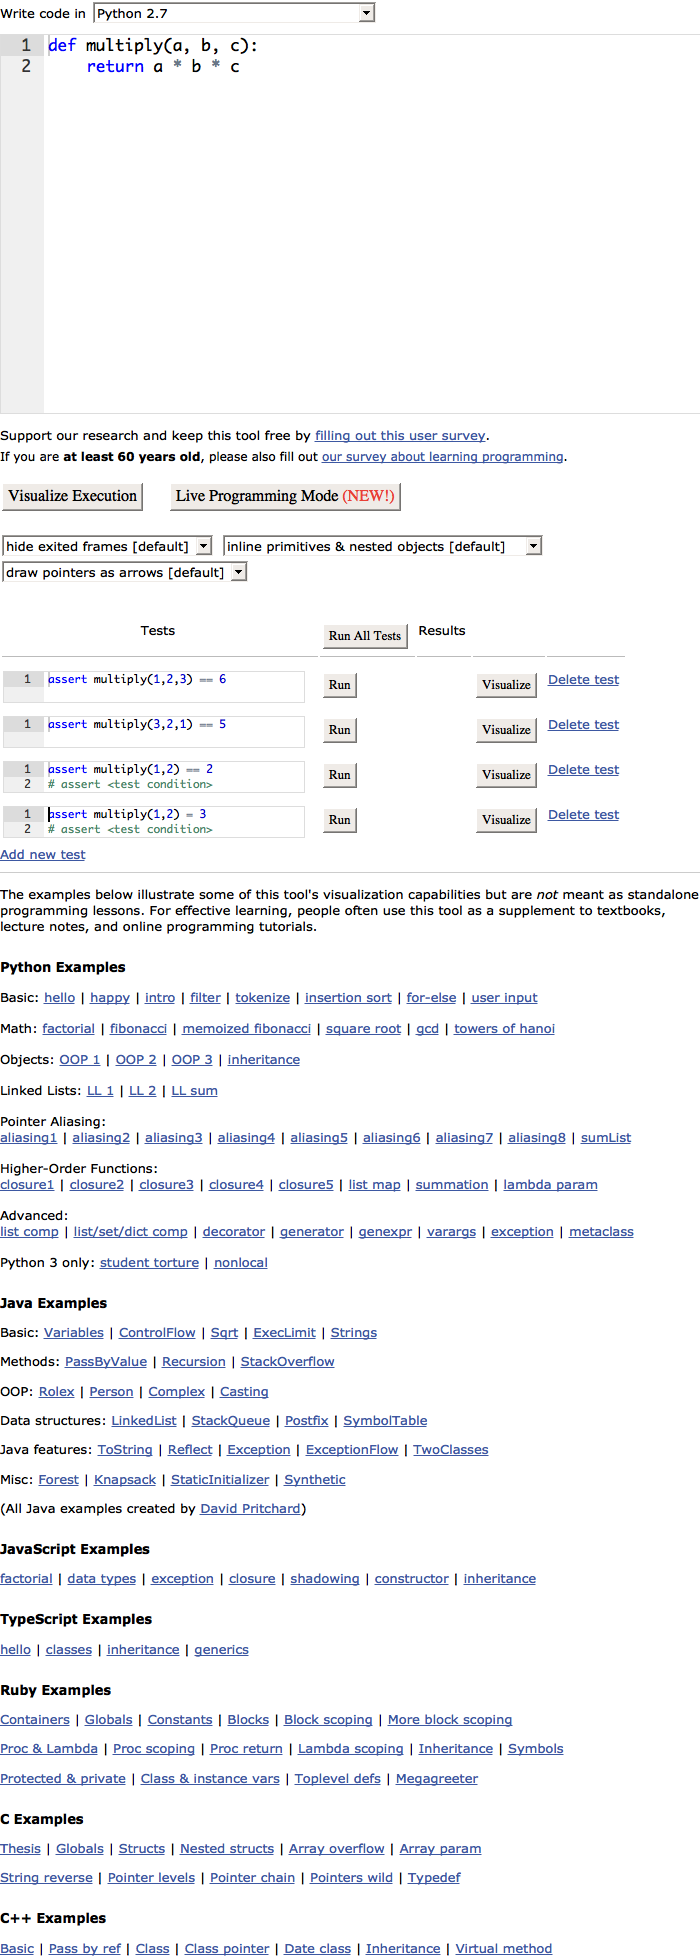 Write code in Python 2.7
1 def multiply(a, b, c):
2 return a * b * c
Support our research and keep this tool free by filling out this user survey.
If you are at least 60 years old, please also fill out our survey about learning programming.
Visualize Execution Live Programming Mode (NEW!)
hide exited frames [default] inline primitives & nested objects [default]
draw pointers as arrows [default]
Tests Run All Tests Results
1 assert multiply(1,2,3) == 6 Run Visualize Delete test
1 assert multiply(3,2,1) == 5 Run Visualize Delete test
1 assert multiply(1,2) == 2 Run Visualize Delete test
2 # assert <test condition>
1 assert multiply(1,2) = 3 Run Visualize Delete test
2 # assert <test condition>
Add new test
The examples below illustrate some of this tool's visualization capabilities but are not meant as standalone
programming lessons. For effective learning, people often use this tool as a supplement to textbooks,
lecture notes, and online programming tutorials.
Python Examples
Basic: hello | happy | intro | filter | tokenize | insertion sort | for-else | user input
Math: factorial | fibonacci | memoized fibonacci | square root | gcd | towers of hanoi
Objects: OOP 1 | OOP 2 | OOP 3 | inheritance
Linked Lists: LL 1 | LL 2 | LL sum
Pointer Aliasing:
aliasing1 | aliasing2 | aliasing3 | aliasing4 | aliasing5 | aliasing6 | aliasing7 | aliasing8 | sumList
Higher-Order Functions:
closure1 | closure2 | closure3 | closure4 | closure5 | list map | summation | lambda param
Advanced:
list comp | list/set/dict comp | decorator | generator | genexpr | varargs | exception | metaclass
Python 3 only: student torture | nonlocal
Java Examples
Basic: Variables | ControlFlow | Sqrt | ExecLimit | Strings
Methods: PassByValue | Recursion | StackOverflow
OOP: Rolex | Person | Complex | Casting
Data structures: LinkedList | StackQueue | Postfix | SymbolTable
Java features: ToString | Reflect | Exception | ExceptionFlow | TwoClasses
Misc: Forest | Knapsack | StaticInitializer | Synthetic
(All Java examples created by David Pritchard)
JavaScript Examples
factorial | data types | exception | closure | shadowing | constructor | inheritance
TypeScript Examples
hello | classes | inheritance | generics
Ruby Examples
Containers | Globals | Constants | Blocks | Block scoping | More block scoping
Proc & Lambda | Proc scoping | Proc return | Lambda scoping | Inheritance | Symbols
Protected & private | Class & instance vars | Toplevel defs | Megagreeter
C Examples
Thesis | Globals | Structs | Nested structs | Array overflow | Array param
String reverse | Pointer levels | Pointer chain | Pointers wild | Typedef
C++ Examples
Basic | Pass by ref | Class | Class pointer | Date class | Inheritance | Virtual method